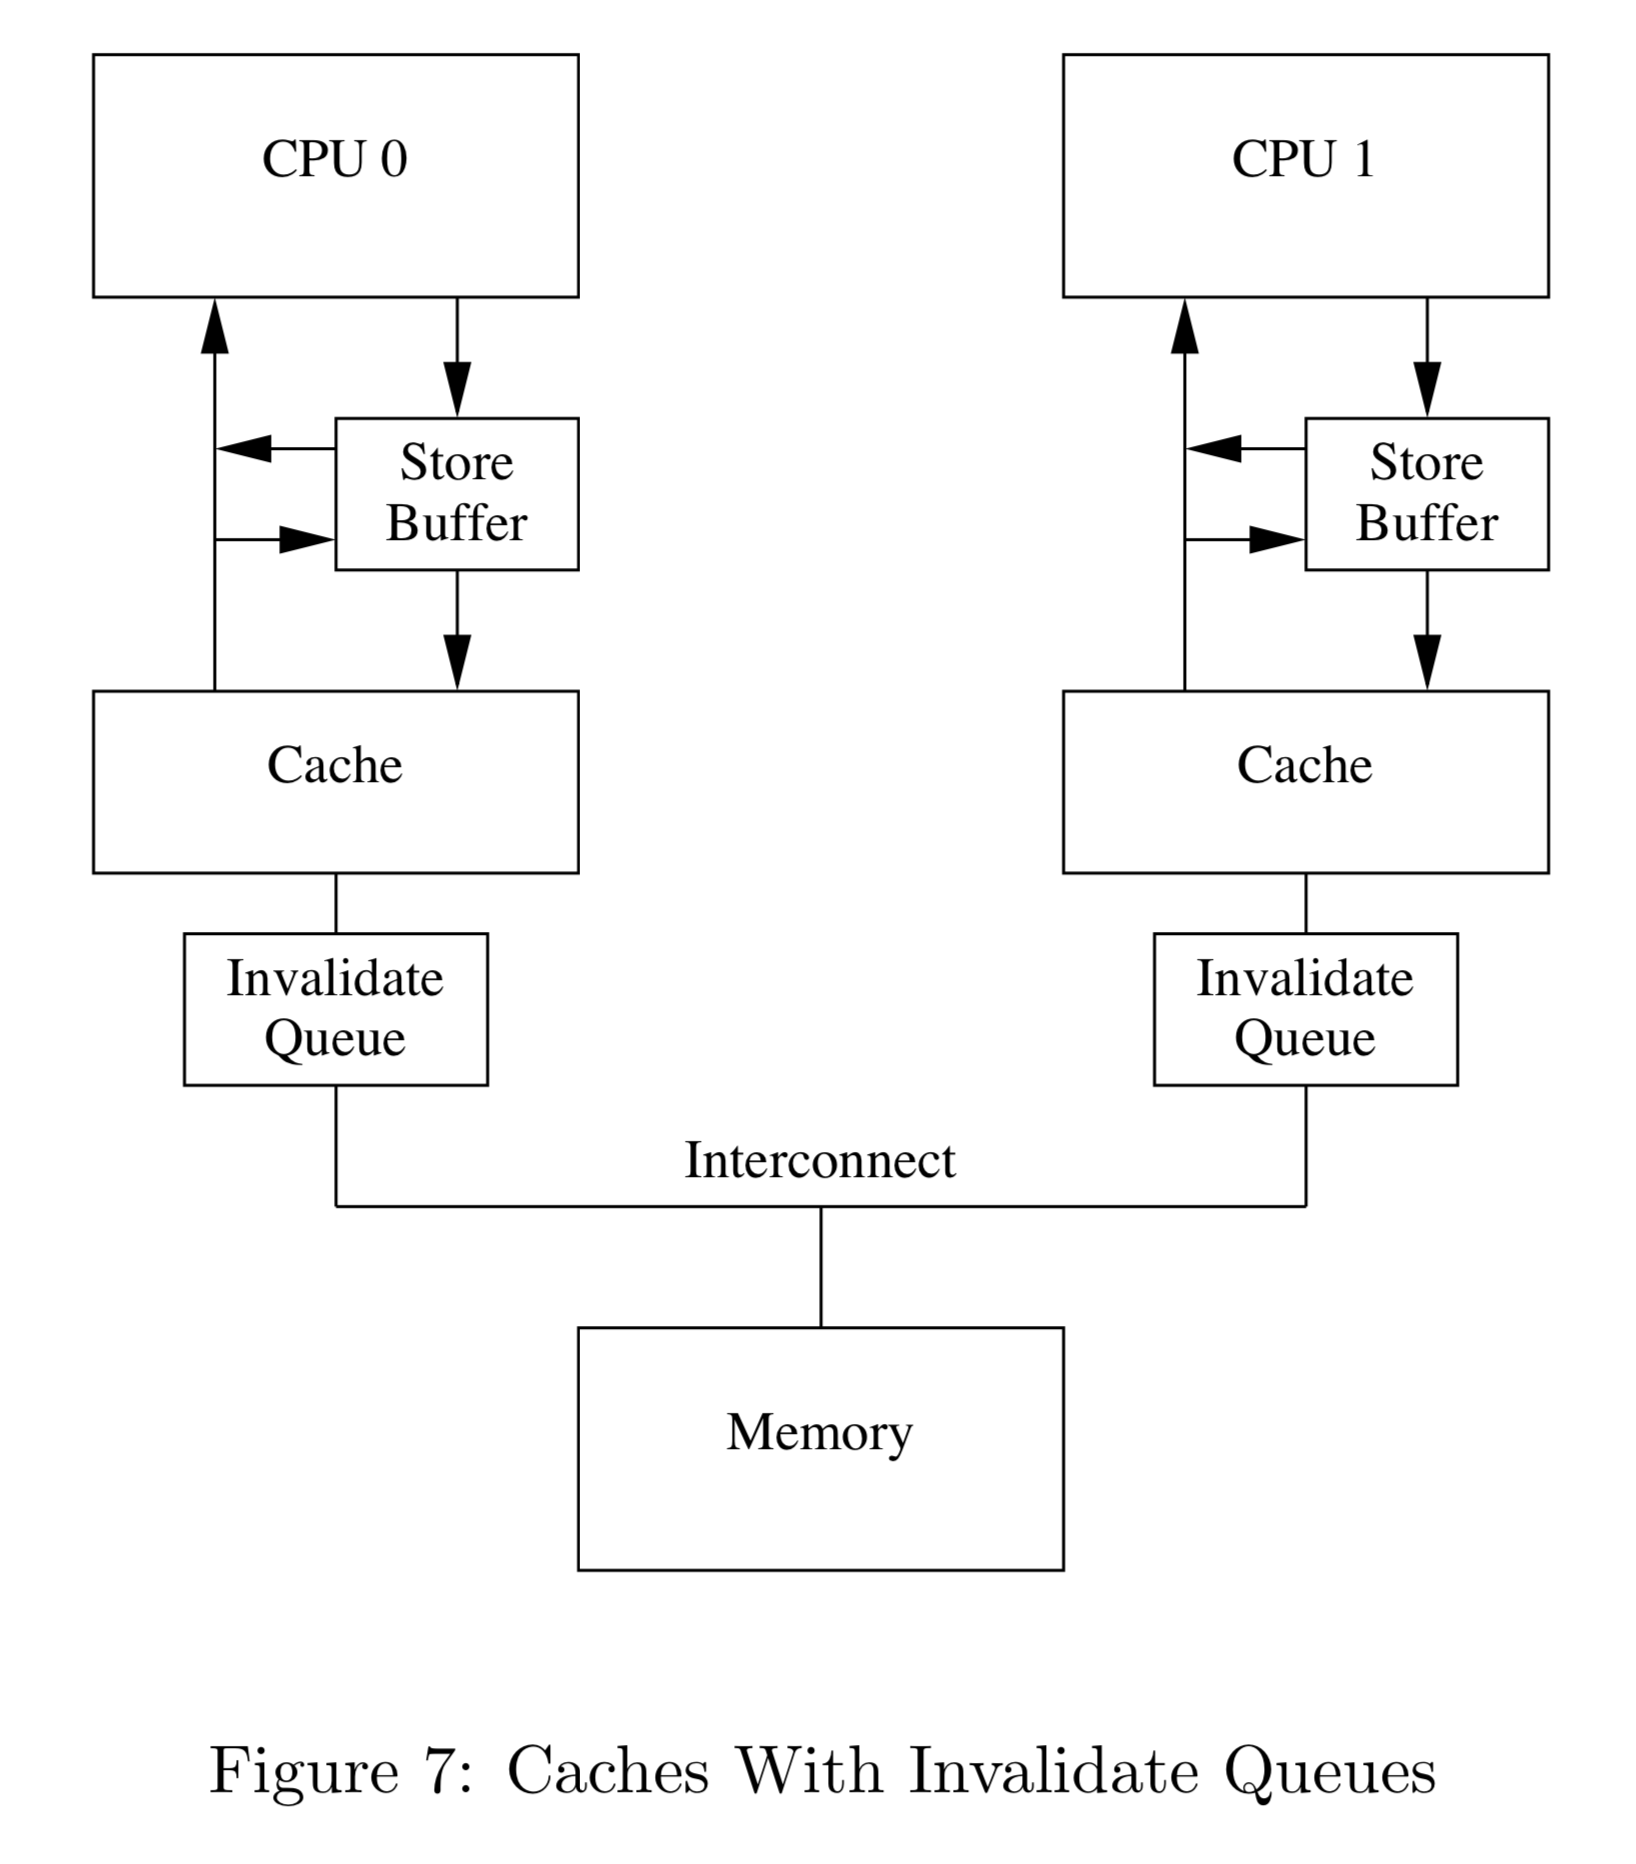 CPU 0
CPU 1
Store
Buffer
Store
Buffer
Cache
Cache
Invalidate
Queue
Invalidate
Queue
Interconnect
Memory
Figure 7: Caches With Invalidate Queues